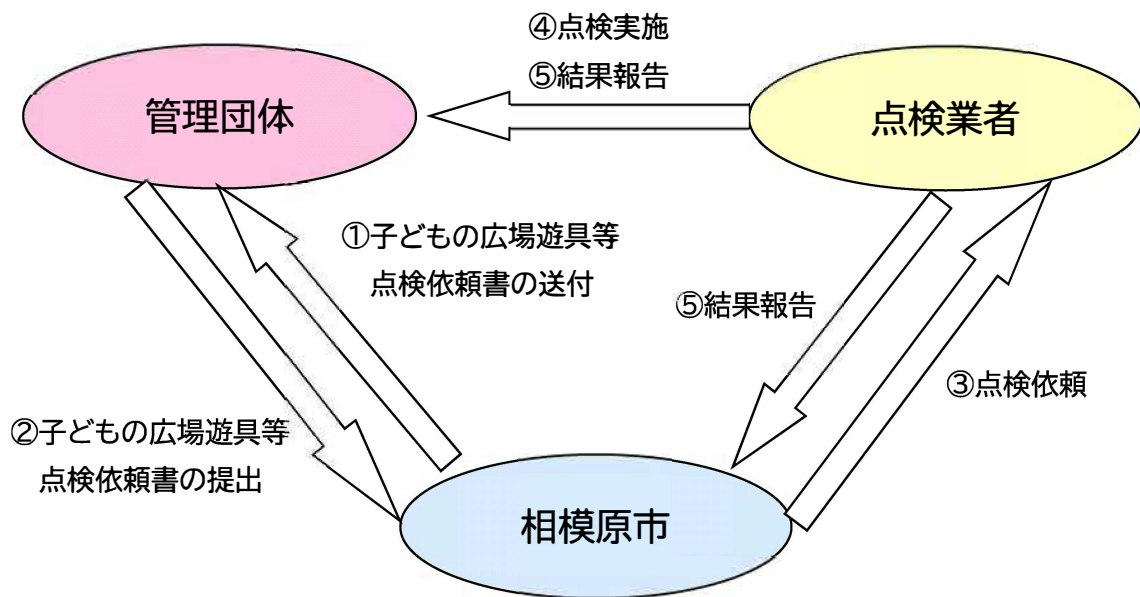 ④点検実施
⑤結果報告
管理団体
点検業者
①子どもの広場遊具等
点検依頼書の送付
⑤結果報告
③点検依頼
②子どもの広場遊具等
点検依頼書の提出
相模原市